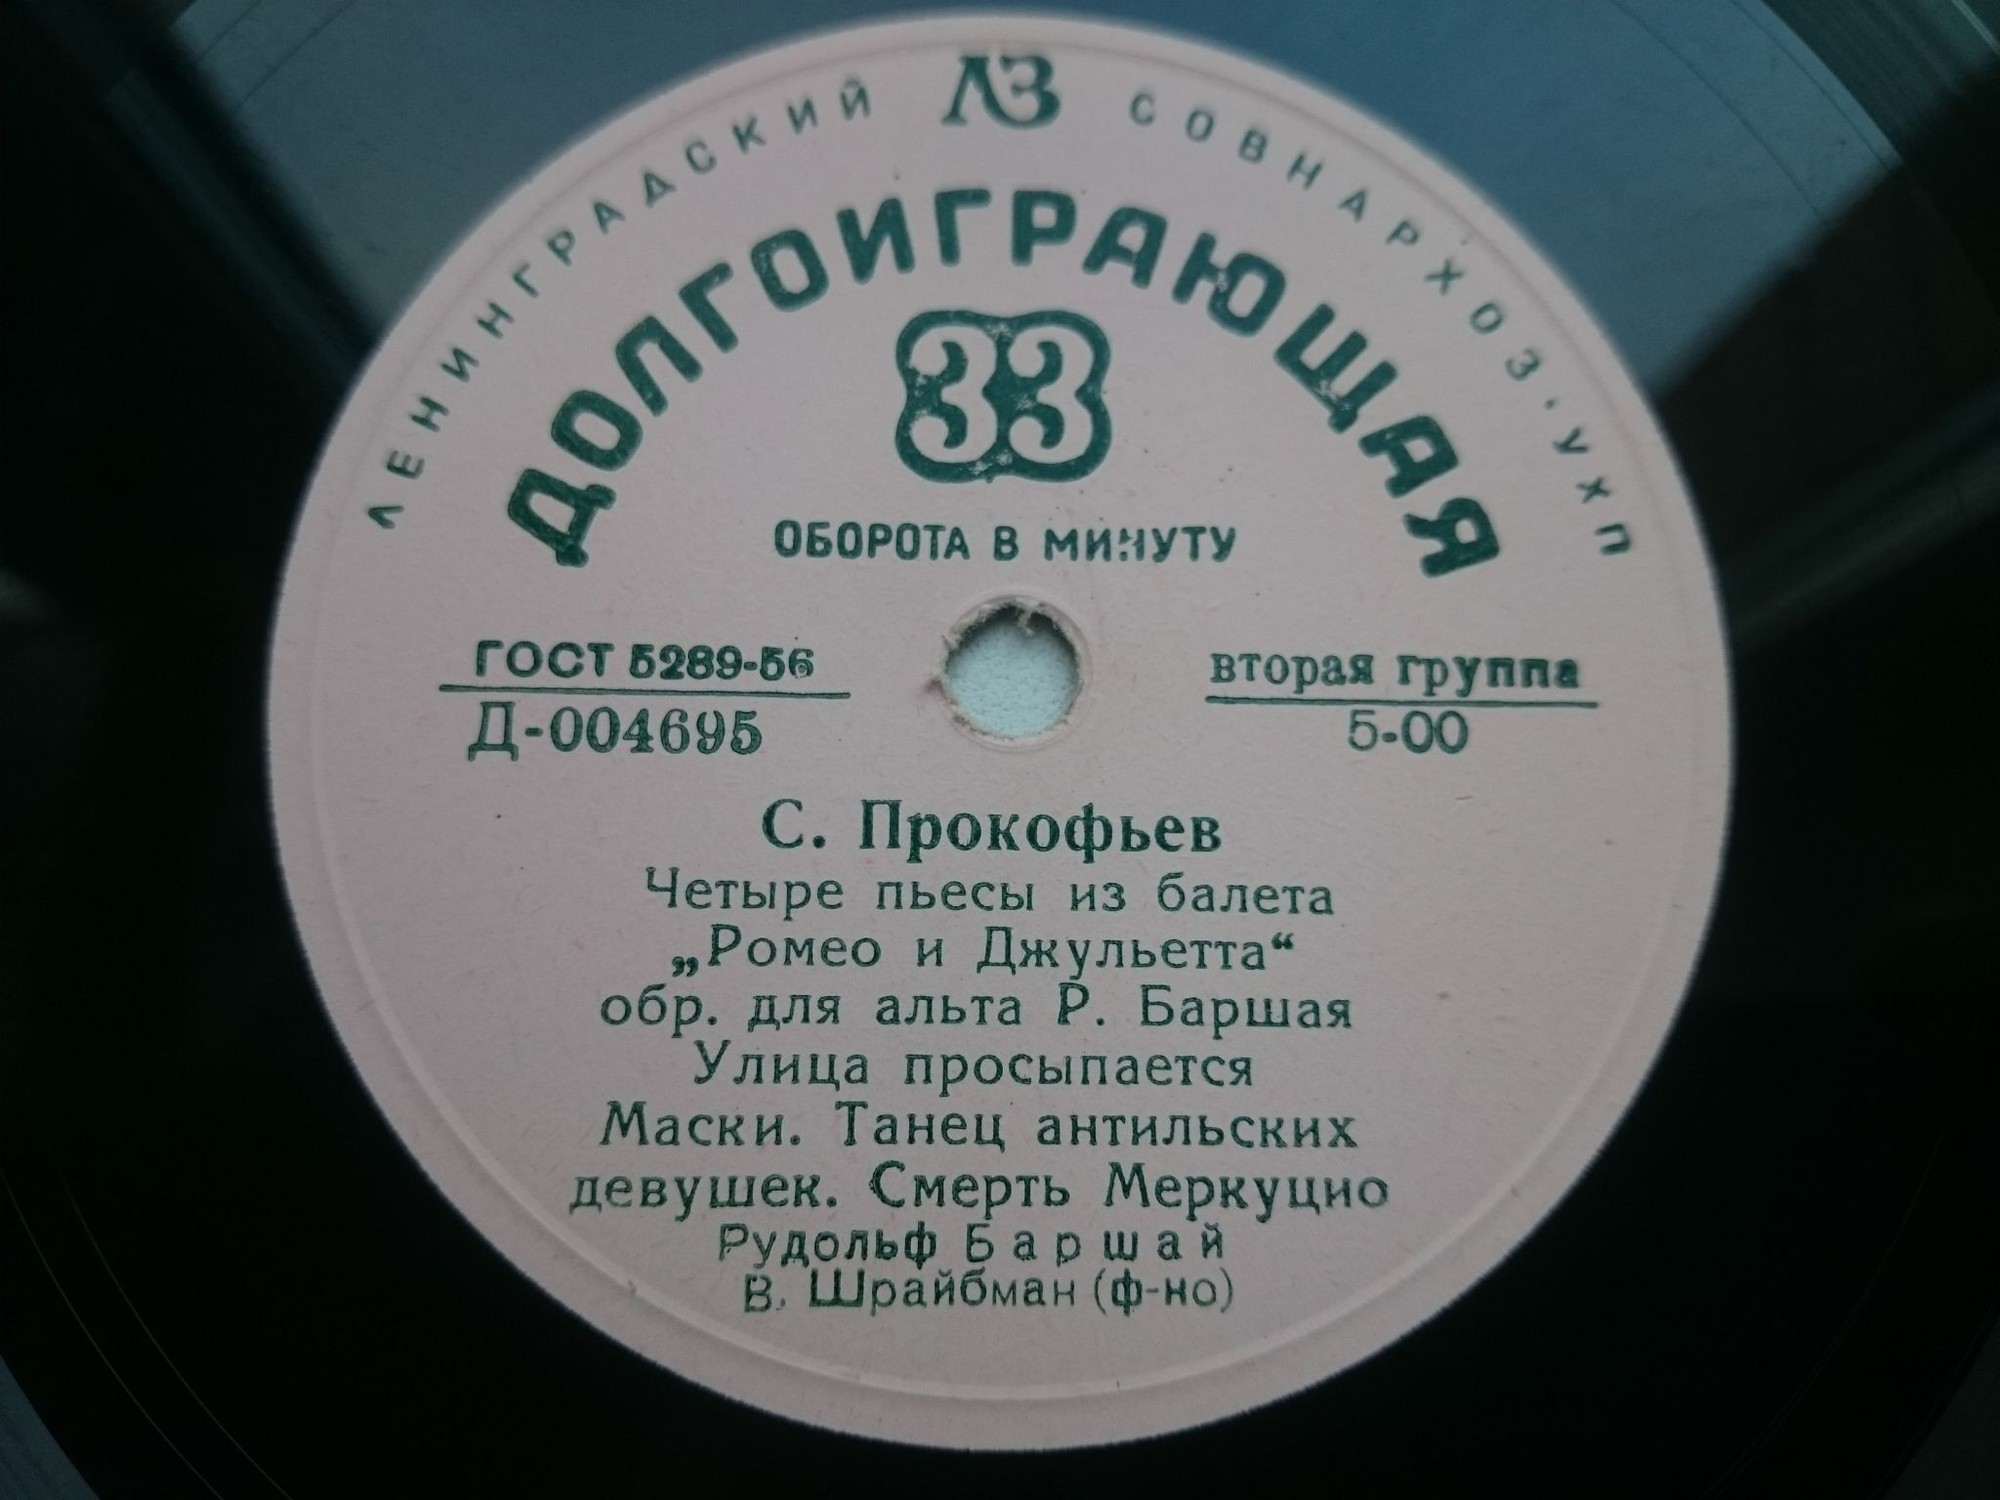 ЛЕНИНГРАДСКИЙ ЛЗ СОВНАРХОЗ·УХП
ДОЛГОИГРАЮЩАЯ
33
ОБОРОТА В МИНУТУ
ГОСТ 5289-56
Д-004695
вторая группа
5-00
С. Прокофьев
Четыре пьесы из балета
„Ромео и Джульетта“
обр. для альта Р. Баршая
Улица просыпается
Маски. Танец антильских
девушек. Смерть Меркуцио
Рудольф Баршай
В. Шрайбман (ф-но)